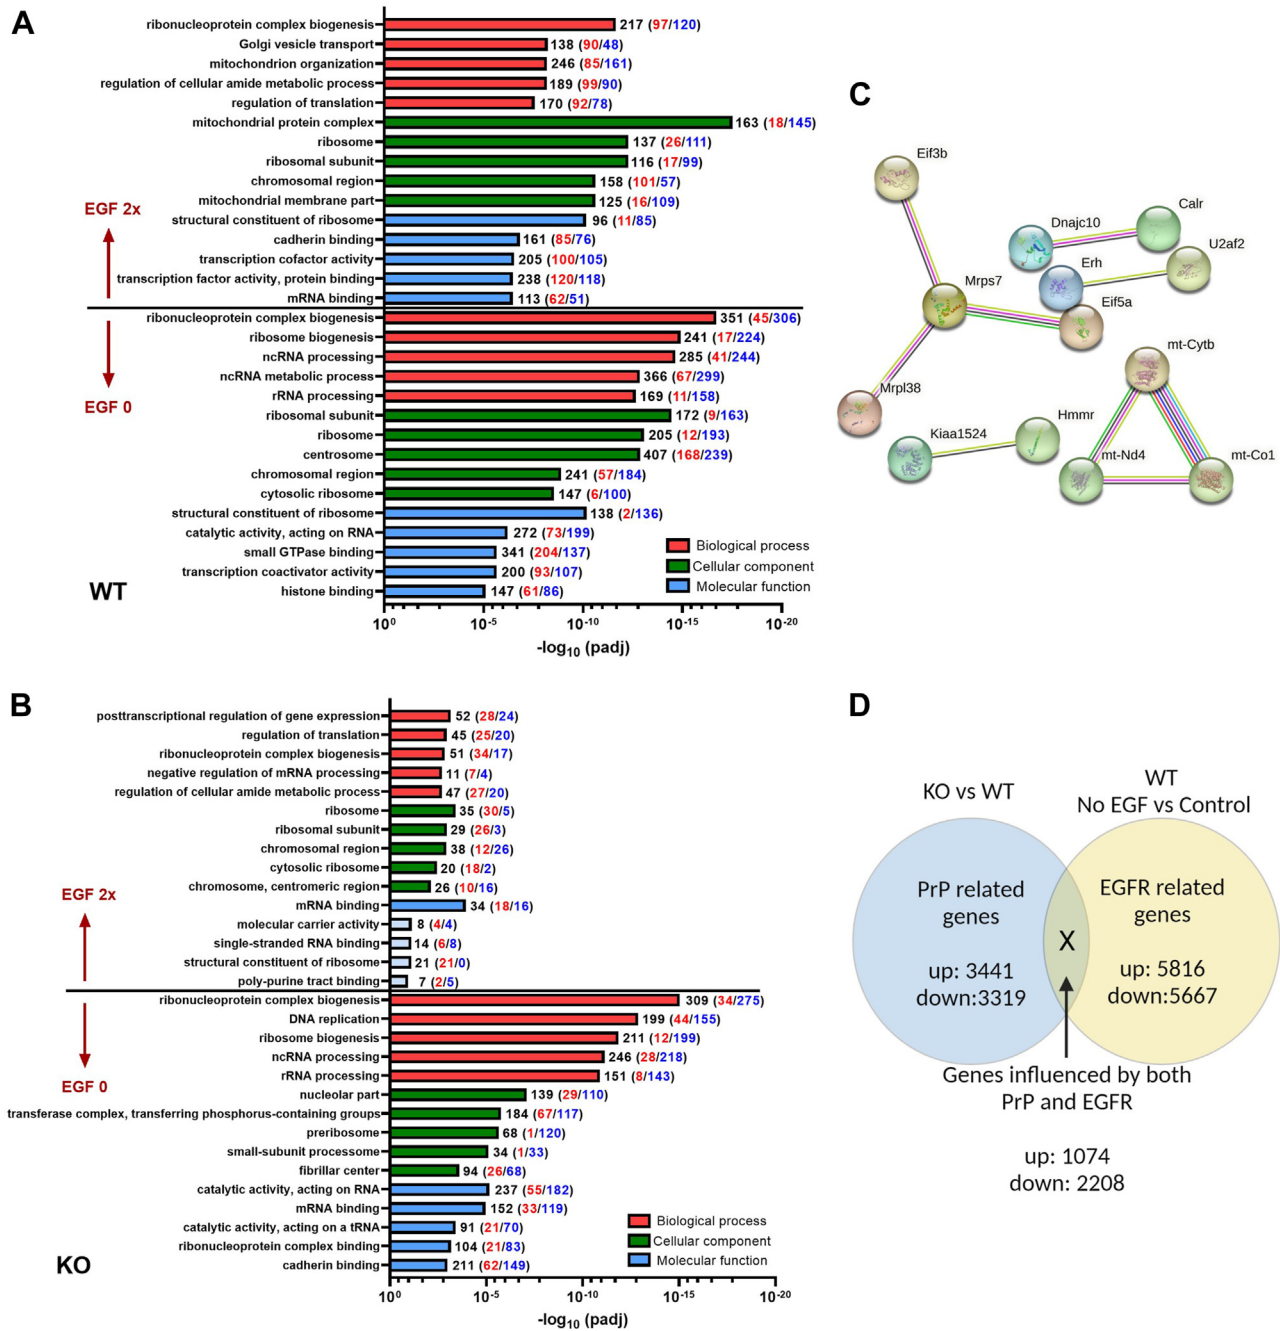 A
ribonucleoprotein complex biogenesis 217 (97/120)
Golgi vesicle transport 138 (90/48)
mitochondrion organization 246 (85/161)
regulation of cellular amide metabolic process 189 (99/90)
regulation of translation 170 (92/78)
mitochondrial protein complex 163 (18/145)
ribosome 137 (26/111)
ribosomal subunit 116 (17/99)
chromosomal region 158 (101/57)
mitochondrial membrane part 125 (16/109)
structural constituent of ribosome 96 (11/85)
cadherin binding 161 (85/76)
transcription cofactor activity 205 (100/105)
transcription factor activity, protein binding 238 (120/118)
mRNA binding 113 (62/51)
EGF 2x
ribonucleoprotein complex biogenesis 351 (45/306)
ribosome biogenesis 241 (17/224)
ncRNA processing 285 (41/244)
ncRNA metabolic process 366 (67/299)
rRNA processing 169 (11/158)
ribosomal subunit 172 (9/163)
ribosome 205 (12/193)
centrosome 407 (168/239)
chromosomal region 241 (57/184)
cytosolic ribosome 147 (6/100)
structural constituent of ribosome 138 (2/136)
catalytic activity, acting on RNA 272 (73/199)
small GTPase binding 341 (204/137)
transcription coactivator activity 200 (93/107)
histone binding 147 (61/86)
EGF 0
WT
Biological process
Cellular component
Molecular function
10⁰ 10⁻⁵ 10⁻¹⁰ 10⁻¹⁵ 10⁻²⁰
-log₁₀ (padj)
C
Eif3b
Dnajc10
Calr
U2af2
Erh
Mrps7
Eif5a
mt-Cytb
Mrpl38
Hmmr
Kiaa1524
mt-Nd4
mt-Co1
B
posttranscriptional regulation of gene expression 52 (28/24)
regulation of translation 45 (25/20)
ribonucleoprotein complex biogenesis 51 (34/17)
negative regulation of mRNA processing 11 (7/4)
regulation of cellular amide metabolic process 47 (27/20)
ribosome 35 (30/5)
ribosomal subunit 29 (26/3)
chromosomal region 38 (12/26)
cytosolic ribosome 20 (18/2)
chromosome, centromeric region 26 (10/16)
mRNA binding 34 (18/16)
molecular carrier activity 8 (4/4)
single-stranded RNA binding 14 (6/8)
structural constituent of ribosome 21 (21/0)
poly-purine tract binding 7 (2/5)
EGF 2x
ribonucleoprotein complex biogenesis 309 (34/275)
DNA replication 199 (44/155)
ribosome biogenesis 211 (12/199)
ncRNA processing 246 (28/218)
rRNA processing 151 (8/143)
nucleolar part 139 (29/110)
transferase complex, transferring phosphorus-containing groups 184 (67/117)
preribosome 68 (1/120)
small-subunit processome 34 (1/33)
fibrillar center 94 (26/68)
catalytic activity, acting on RNA 237 (55/182)
mRNA binding 152 (33/119)
catalytic activity, acting on a tRNA 91 (21/70)
ribonucleoprotein complex binding 104 (21/83)
cadherin binding 211 (62/149)
EGF 0
KO
Biological process
Cellular component
Molecular function
10⁰ 10⁻⁵ 10⁻¹⁰ 10⁻¹⁵ 10⁻²⁰
-log₁₀ (padj)
D
KO vs WT
WT
No EGF vs Control
PrP related
genes
up: 3441
down:3319
X
EGFR related
genes
up: 5816
down:5667
Genes influenced by both
PrP and EGFR
up: 1074
down: 2208